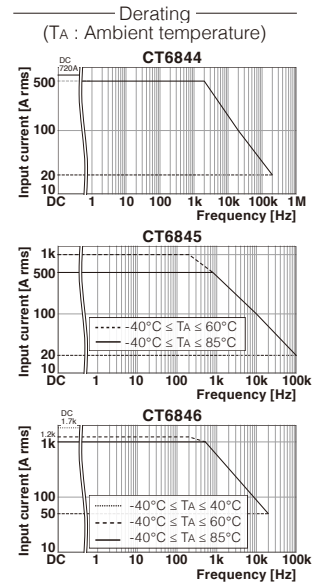 Derating
(TA : Ambient temperature)
CT6844
DC
720A
500
100
20
10
DC 1 10 100 1k 10k 100k 1M
Input current [A rms]
Frequency [Hz]
CT6845
1k
500
100
20
10
DC 1 10 100 1k 10k 100k
Input current [A rms]
-40°C ≤ TA ≤ 60°C
-40°C ≤ TA ≤ 85°C
Frequency [Hz]
CT6846
DC
1.7k
1.2k
1k
100
50
10
DC 1 10 100 1k 10k 100k
Input current [A rms]
-40°C ≤ TA ≤ 40°C
-40°C ≤ TA ≤ 60°C
-40°C ≤ TA ≤ 85°C
Frequency [Hz]